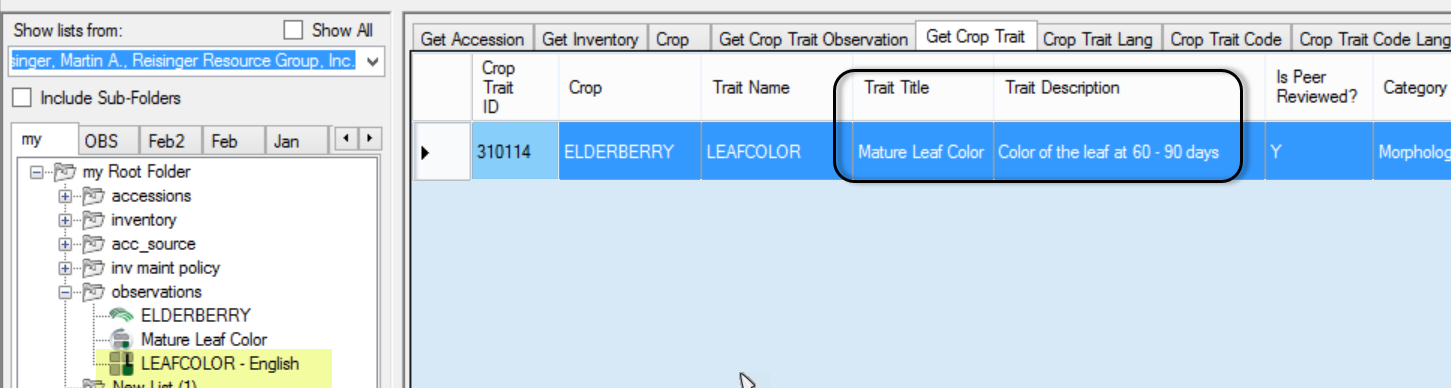 Show lists from:
Show All
singer, Martin A., Reisinger Resource Group, Inc.
Include Sub-Folders
my OBS Feb2 Feb Jan
my Root Folder
accessions
inventory
acc_source
inv maint policy
observations
ELDERBERRY
Mature Leaf Color
LEAFCOLOR - English
New List (1)
Get Accession Get Inventory Crop Get Crop Trait Observation Get Crop Trait Crop Trait Lang Crop Trait Code Crop Trait Code Lang
Crop Trait ID Crop Trait Name Trait Title Trait Description Is Peer Reviewed? Category
310114 ELDERBERRY LEAFCOLOR Mature Leaf Color Color of the leaf at 60 - 90 days Y Morpholog